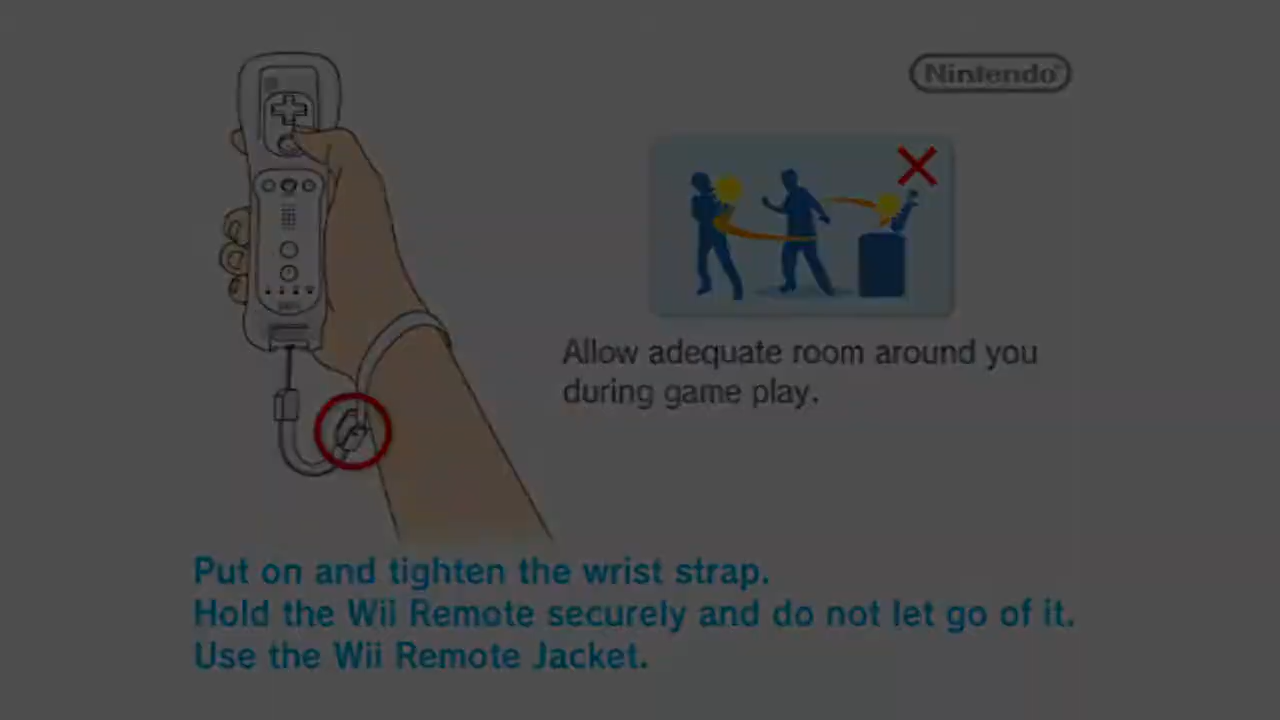 Nintendo
Allow adequate room around you
during game play.
Put on and tighten the wrist strap.
Hold the Wii Remote securely and do not let go of it.
Use the Wii Remote Jacket.